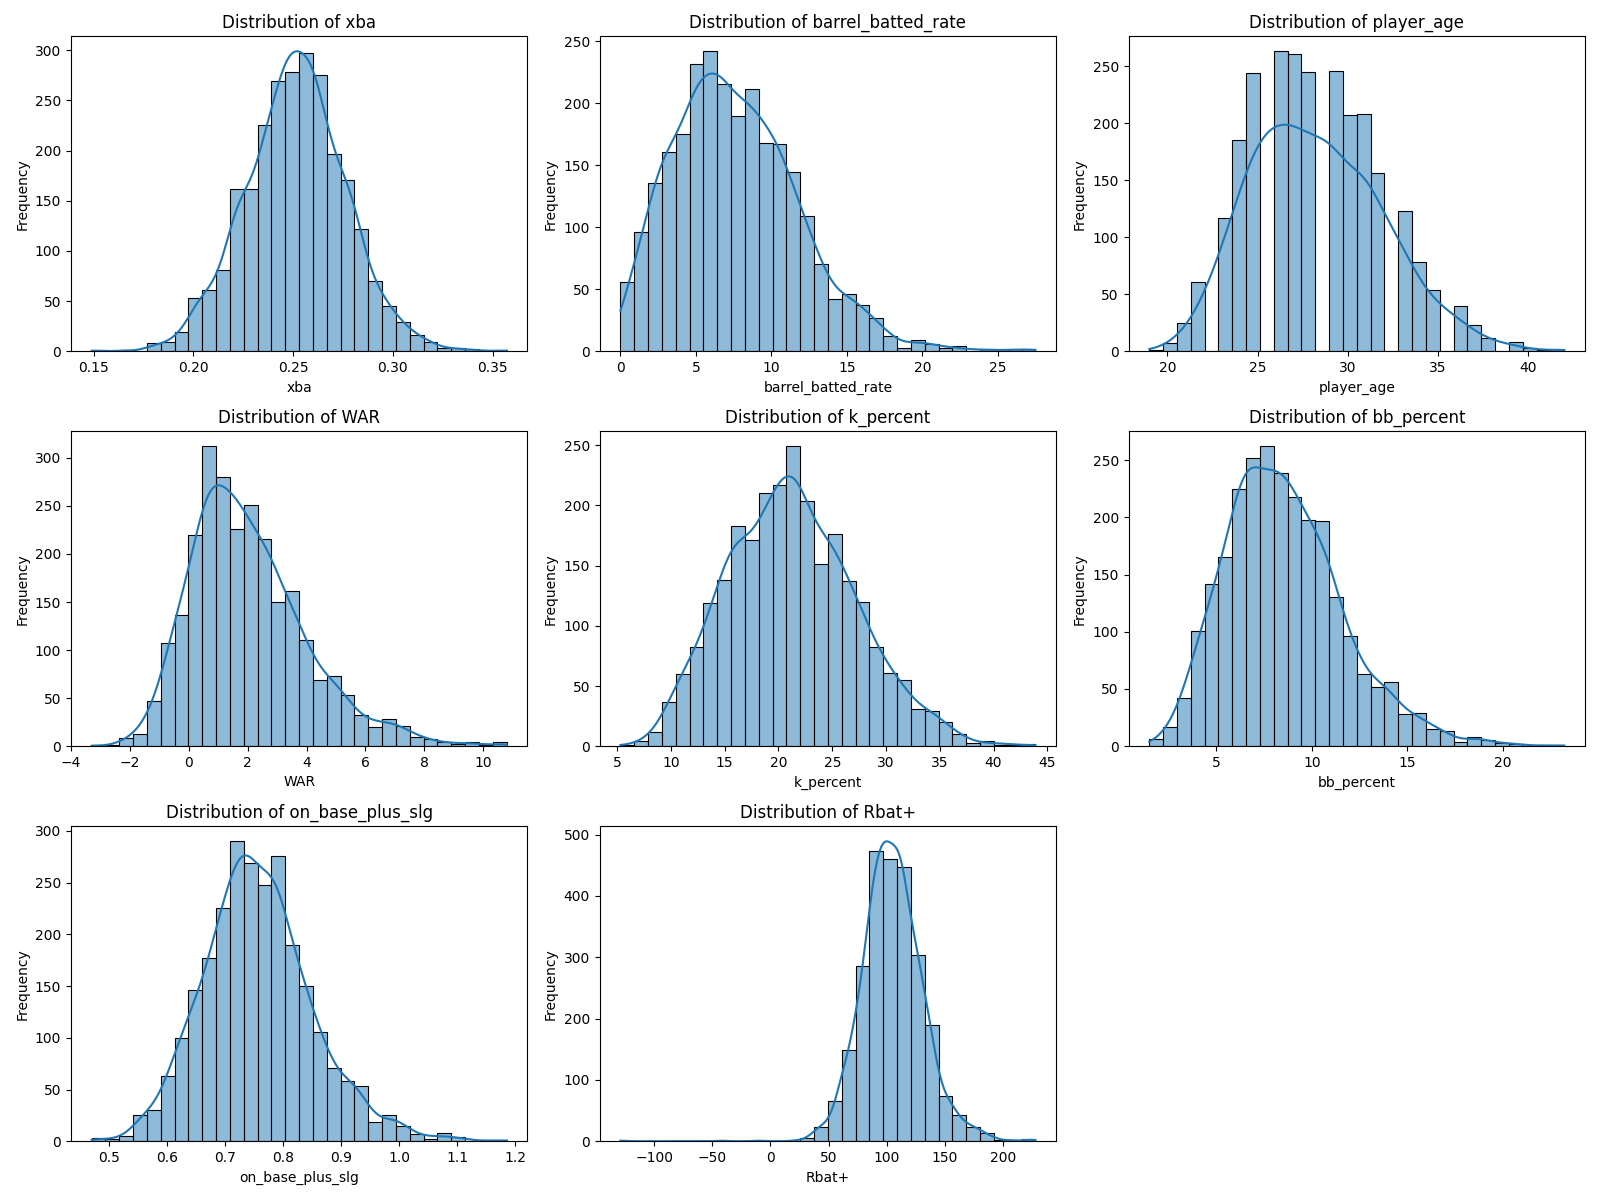 Distribution of xba
Frequency
300
250
200
150
100
50
0
0.15 0.20 0.25 0.30 0.35
xba
Distribution of barrel_batted_rate
Frequency
250
200
150
100
50
0
0 5 10 15 20 25
barrel_batted_rate
Distribution of player_age
Frequency
250
200
150
100
50
0
20 25 30 35 40
player_age
Distribution of WAR
Frequency
300
250
200
150
100
50
0
−4 −2 0 2 4 6 8 10
WAR
Distribution of k_percent
Frequency
250
200
150
100
50
0
5 10 15 20 25 30 35 40 45
k_percent
Distribution of bb_percent
Frequency
250
200
150
100
50
0
5 10 15 20
bb_percent
Distribution of on_base_plus_slg
Frequency
300
250
200
150
100
50
0
0.5 0.6 0.7 0.8 0.9 1.0 1.1 1.2
on_base_plus_slg
Distribution of Rbat+
Frequency
500
400
300
200
100
0
−100 −50 0 50 100 150 200
Rbat+